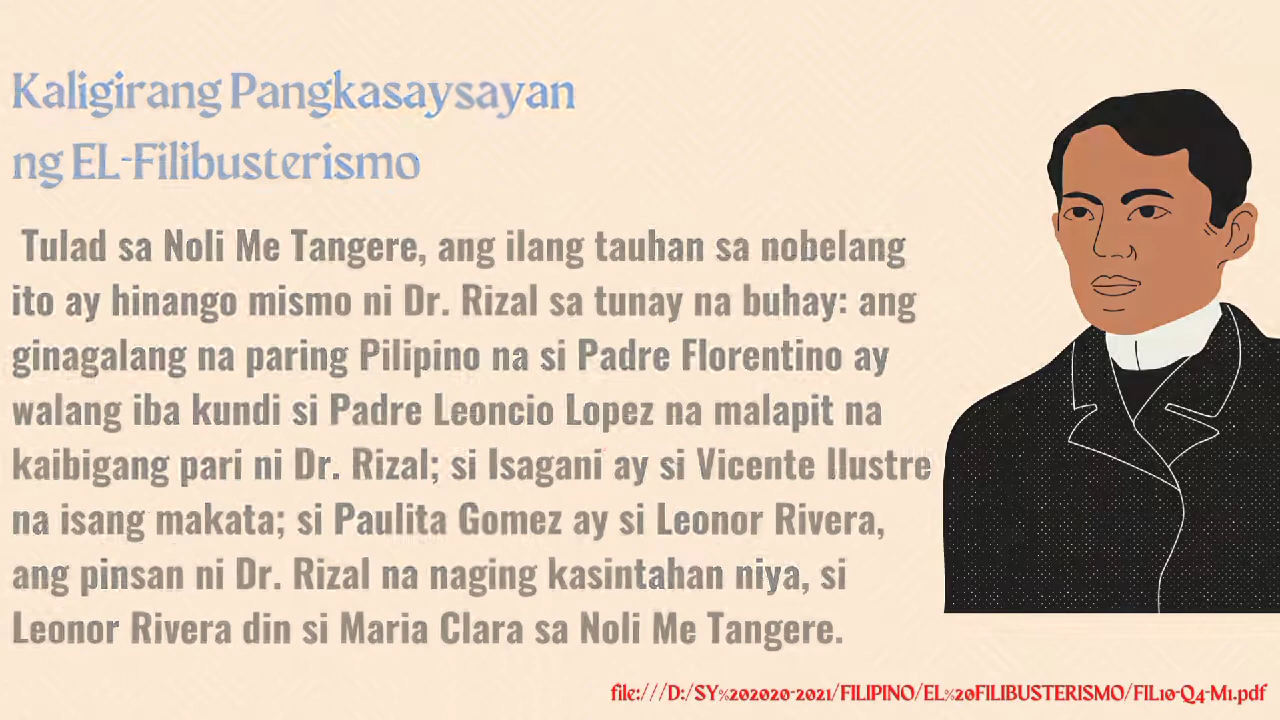 Kaligirang Pangkasaysayan
ng EL-Filibusterismo
Tulad sa Noli Me Tangere, ang ilang tauhan sa nobelang
ito ay hinango mismo ni Dr. Rizal sa tunay na buhay: ang
ginagalang na paring Pilipino na si Padre Florentino ay
walang iba kundi si Padre Leoncio Lopez na malapit na
kaibigang pari ni Dr. Rizal; si Isagani ay si Vicente Ilustre
na isang makata; si Paulita Gomez ay si Leonor Rivera,
ang pinsan ni Dr. Rizal na naging kasintahan niya, si
Leonor Rivera din si Maria Clara sa Noli Me Tangere.
file:///D:/SY%202020-2021/FILIPINO/EL%20FILIBUSTERISMO/FIL10-Q4-M1.pdf